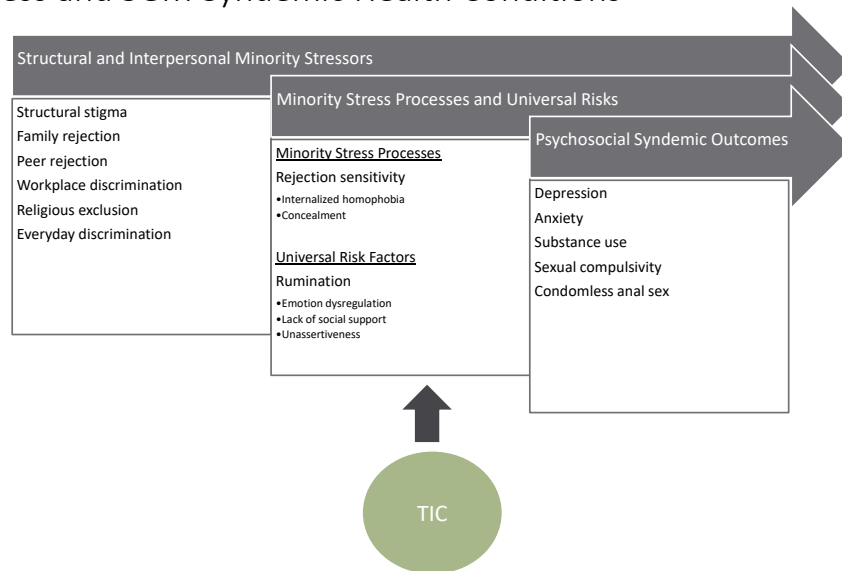 Structural and Interpersonal Minority Stressors
Structural stigma
Family rejection
Peer rejection
Workplace discrimination
Religious exclusion
Everyday discrimination
Minority Stress Processes and Universal Risks
Minority Stress Processes
Rejection sensitivity
•Internalized homophobia
•Concealment
Universal Risk Factors
Rumination
•Emotion dysregulation
•Lack of social support
•Unassertiveness
Psychosocial Syndemic Outcomes
Depression
Anxiety
Substance use
Sexual compulsivity
Condomless anal sex
TIC